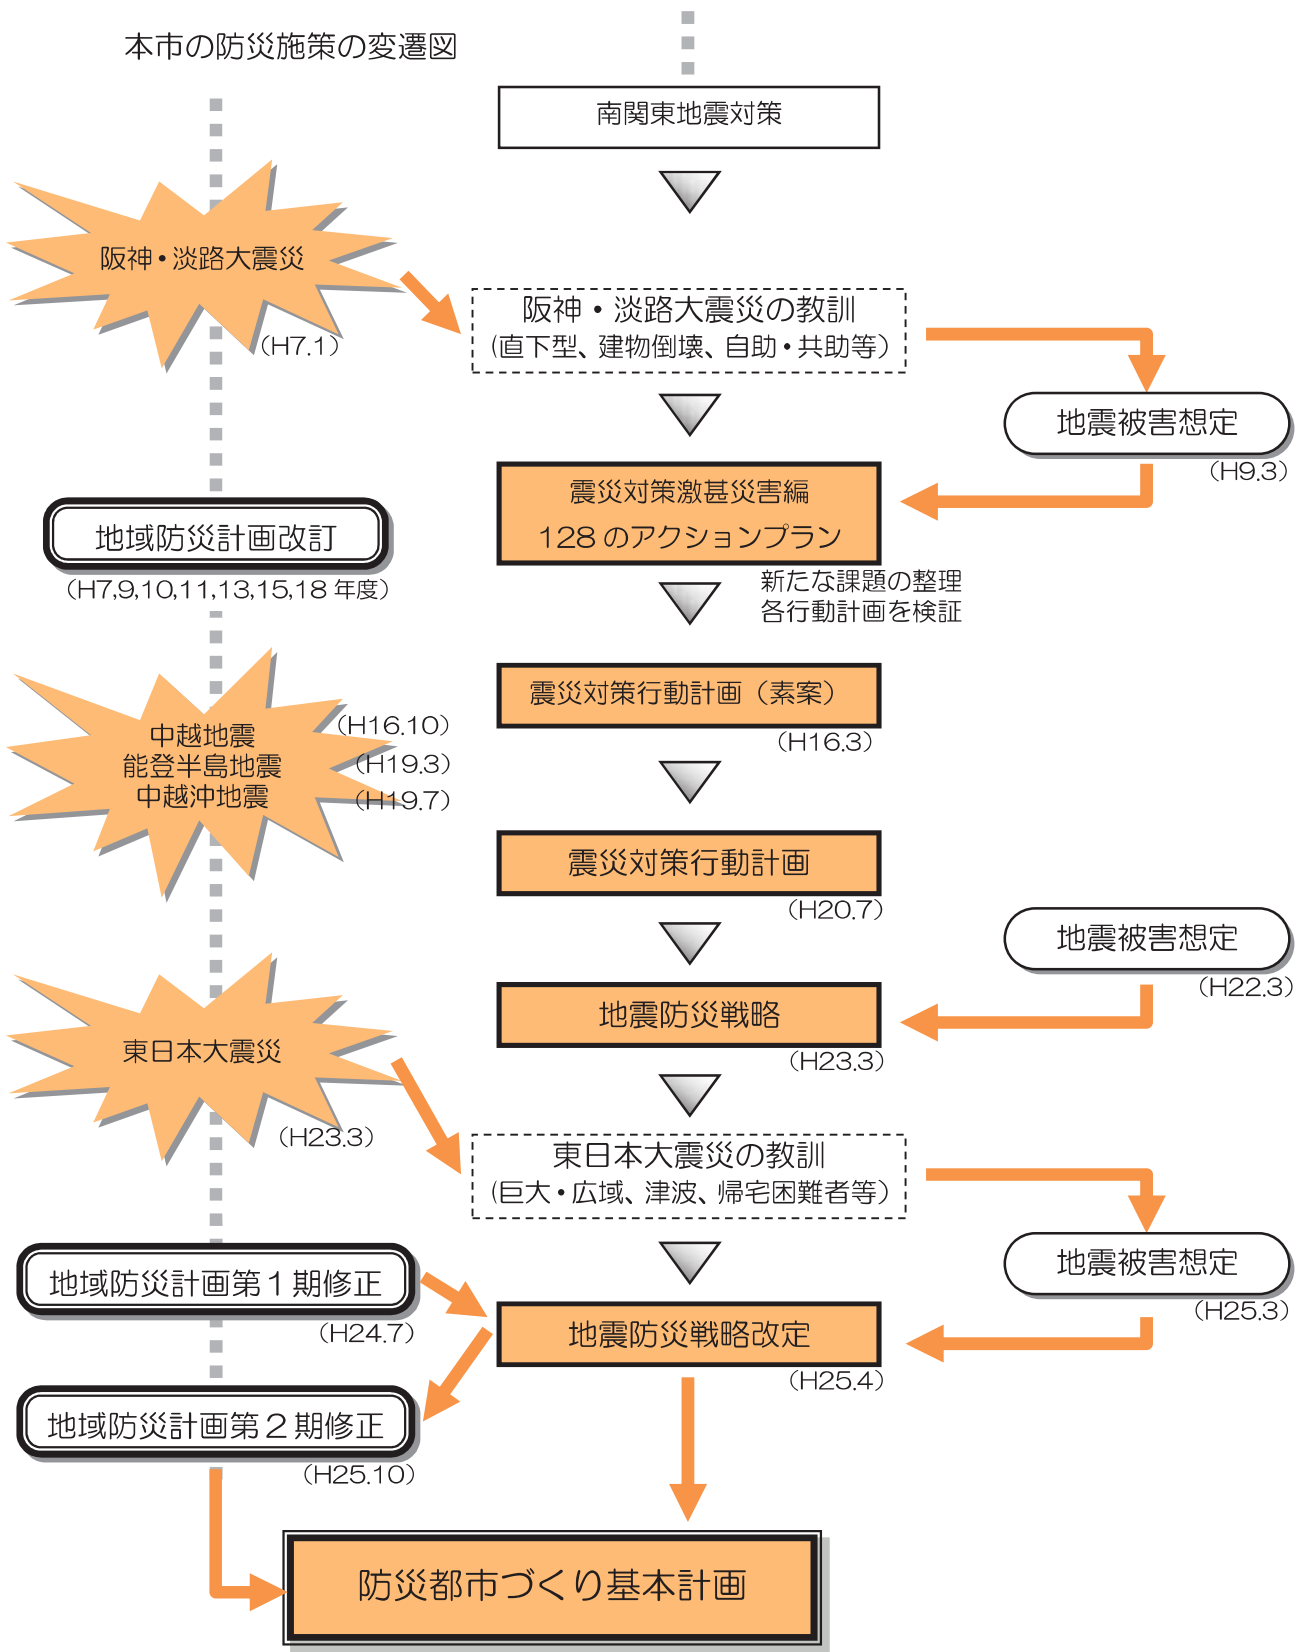 本市の防災施策の変遷図
南関東地震対策
阪神・淡路大震災
(H7.1)
阪神・淡路大震災の教訓
(直下型、建物倒壊、自助・共助等)
地震被害想定
(H9.3)
震災対策激甚災害編
128のアクションプラン
地域防災計画改訂
(H7,9,10,11,13,15,18年度)
新たな課題の整理
各行動計画を検証
震災対策行動計画(素案)
(H16.3)
中越地震
(H16.10)
能登半島地震
(H19.3)
中越沖地震
(H19.7)
震災対策行動計画
(H20.7)
地震被害想定
(H22.3)
地震防災戦略
(H23.3)
東日本大震災
(H23.3)
東日本大震災の教訓
(巨大・広域、津波、帰宅困難者等)
地震被害想定
(H25.3)
地域防災計画第1期修正
(H24.7)
地震防災戦略改定
(H25.4)
地域防災計画第2期修正
(H25.10)
防災都市づくり基本計画